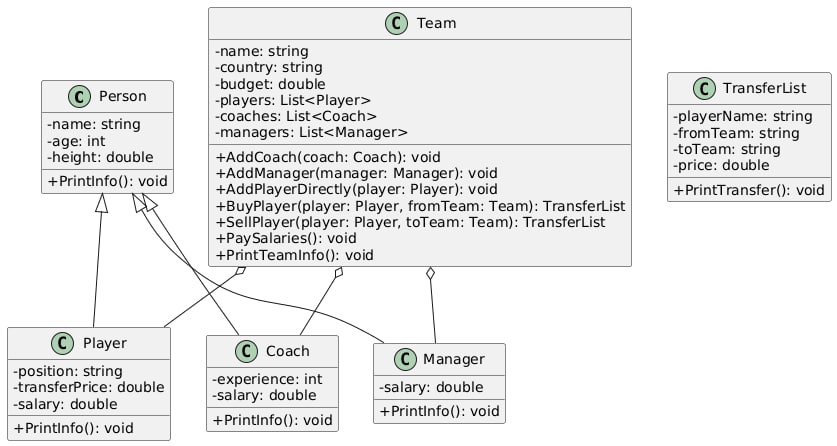 C Team
-name: string
-country: string
-budget: double
-players: List<Player>
-coaches: List<Coach>
-managers: List<Manager>
+AddCoach(coach: Coach): void
+AddManager(manager: Manager): void
+AddPlayerDirectly(player: Player): void
+BuyPlayer(player: Player, fromTeam: Team): TransferList
+SellPlayer(player: Player, toTeam: Team): TransferList
+PaySalaries(): void
+PrintTeamInfo(): void
C Person
-name: string
-age: int
-height: double
+PrintInfo(): void
C TransferList
-playerName: string
-fromTeam: string
-toTeam: string
-price: double
+PrintTransfer(): void
C Player
-position: string
-transferPrice: double
-salary: double
+PrintInfo(): void
C Coach
-experience: int
-salary: double
+PrintInfo(): void
C Manager
-salary: double
+PrintInfo(): void